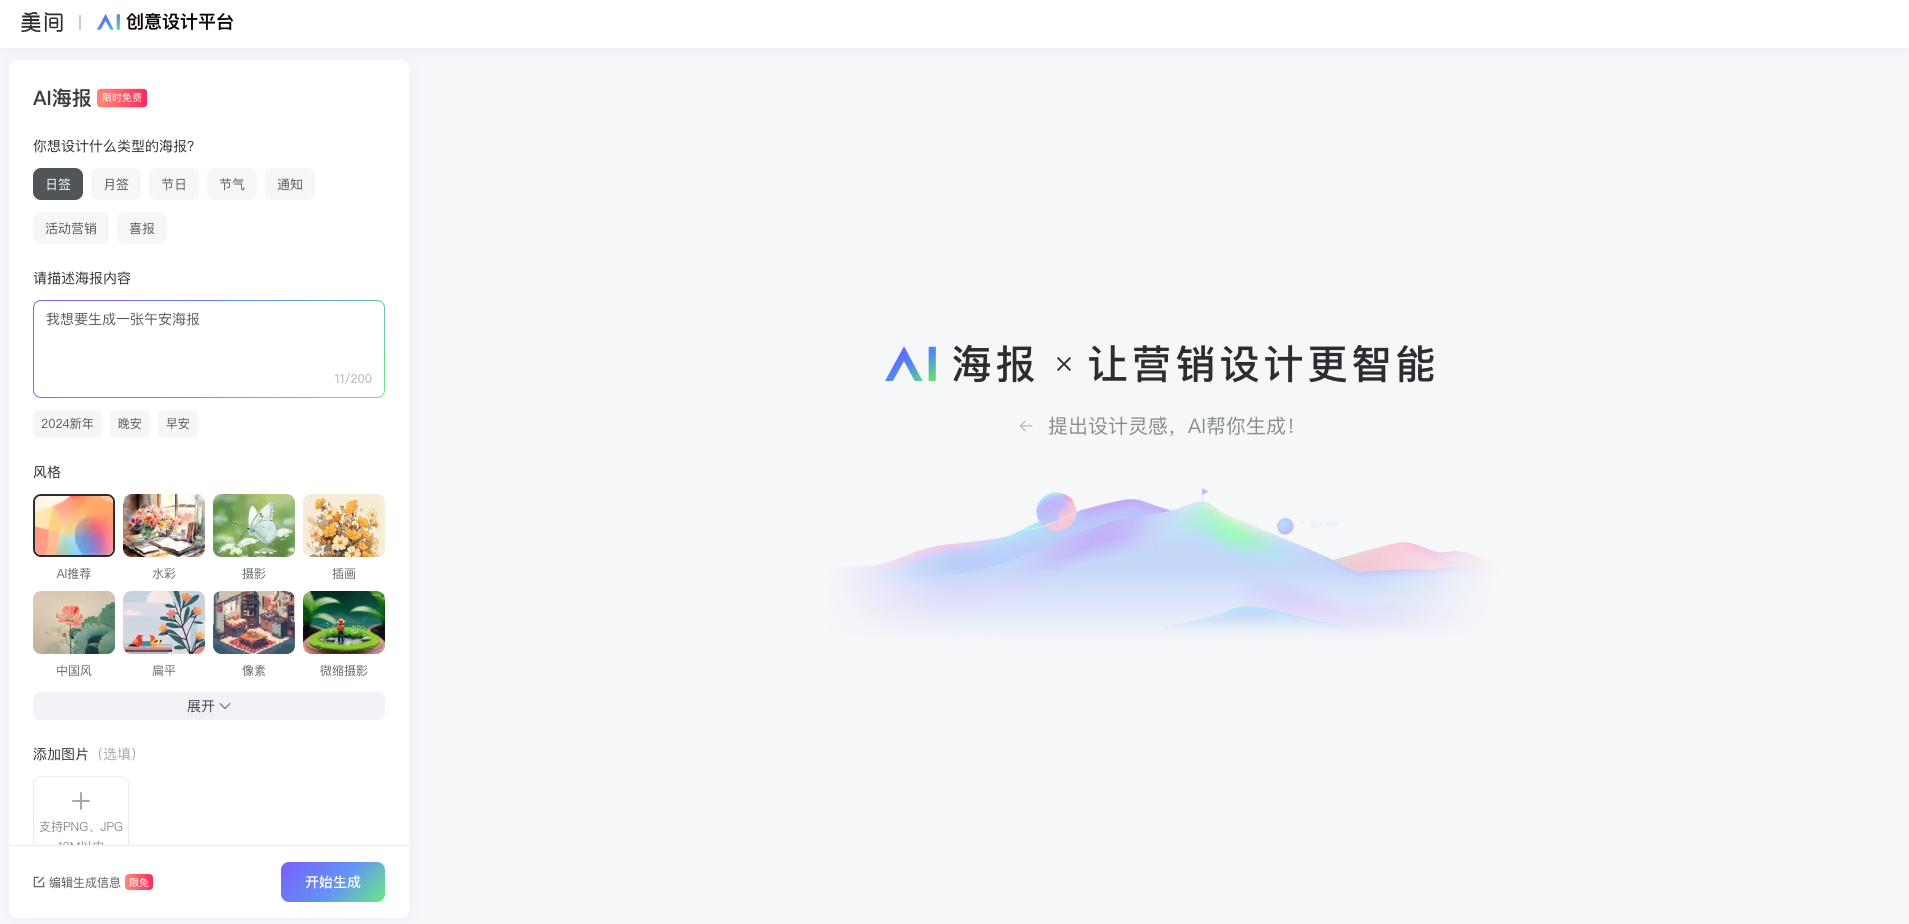 美间 | AI 创意设计平台
AI海报 限时免费
你想设计什么类型的海报?
日签 月签 节日 节气 通知
活动营销 喜报
请描述海报内容
我想要生成一张午安海报
11/200
2024新年 晚安 早安
风格
AI推荐 水彩 摄影 插画
中国风 扁平 像素 微缩摄影
展开
添加图片（选填）
支持PNG、JPG
10M以内
编辑生成信息 限免 开始生成
AI 海报 × 让营销设计更智能
← 提出设计灵感，AI帮你生成！